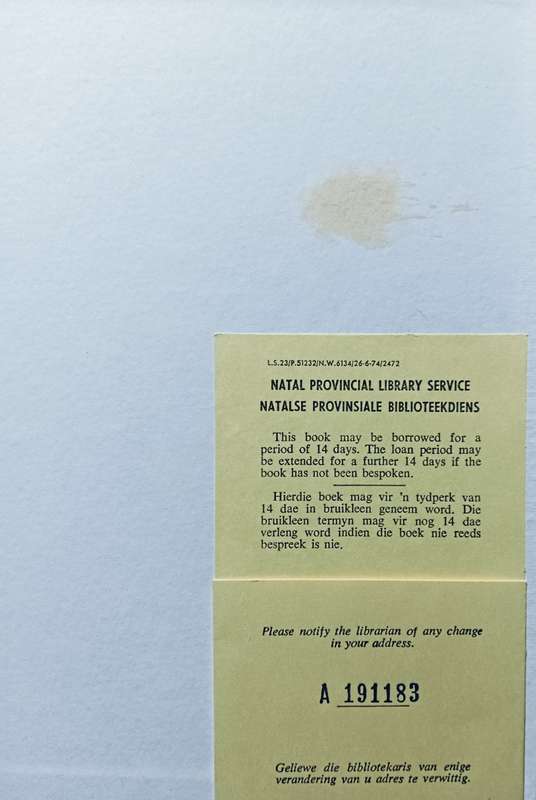 L.S.23/P.51232/N.W.6134/26-6-74/2472
NATAL PROVINCIAL LIBRARY SERVICE
NATALSE PROVINSIALE BIBLIOTEEKDIENS
This book may be borrowed for a
period of 14 days. The loan period may
be extended for a further 14 days if the
book has not been bespoken.
Hierdie boek mag vir 'n tydperk van
14 dae in bruikleen geneem word. Die
bruikleen termyn mag vir nog 14 dae
verleng word indien die boek nie reeds
bespreek is nie.
Please notify the librarian of any change
in your address.
A 191183
Geliewe die bibliotekaris van enige
verandering van u adres te verwittig.